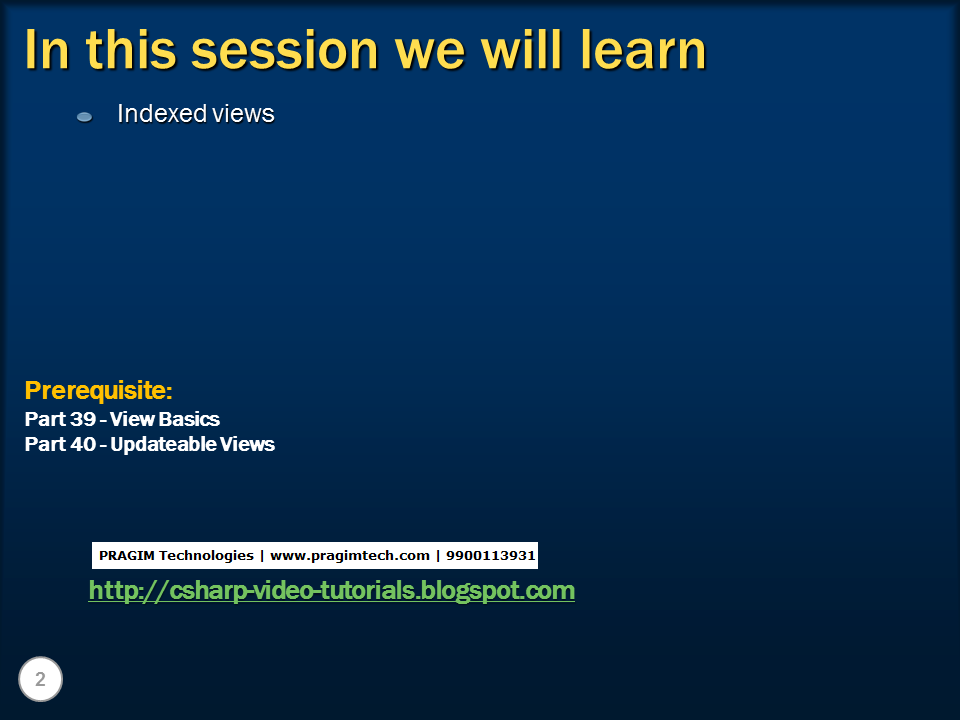 In this session we will learn
Indexed views
Prerequisite:
Part 39 - View Basics
Part 40 - Updateable Views
PRAGIM Technologies | www.pragimtech.com | 9900113931
http://csharp-video-tutorials.blogspot.com
2